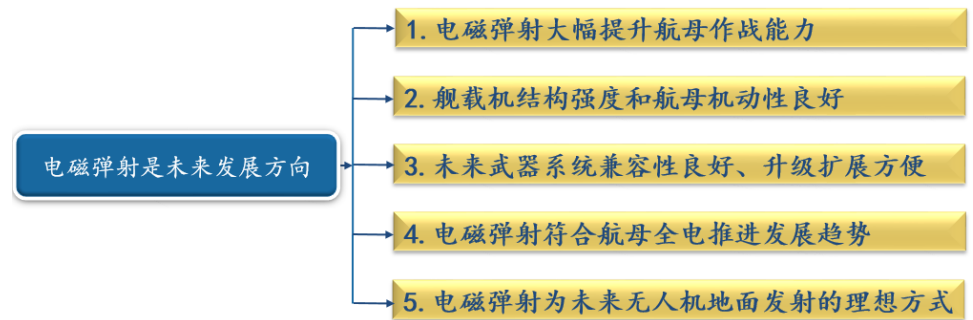 电磁弹射是未来发展方向
1. 电磁弹射大幅提升航母作战能力
2. 舰载机结构强度和航母机动性良好
3. 未来武器系统兼容性良好、升级扩展方便
4. 电磁弹射符合航母全电推进发展趋势
5. 电磁弹射为未来无人机地面发射的理想方式